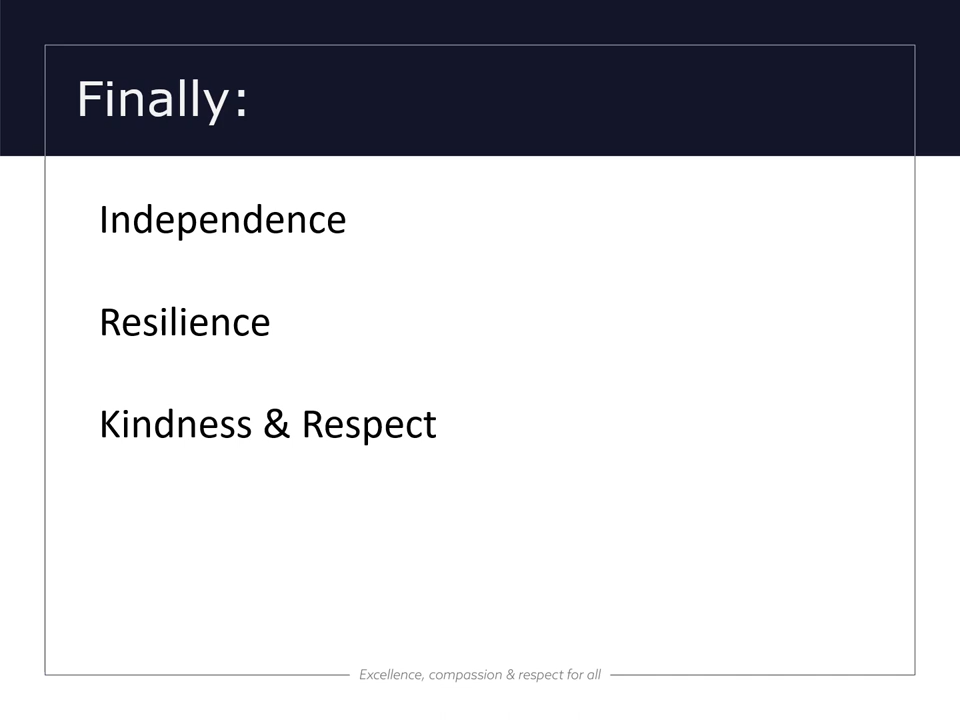 Finally:
Independence
Resilience
Kindness & Respect
Excellence, compassion & respect for all